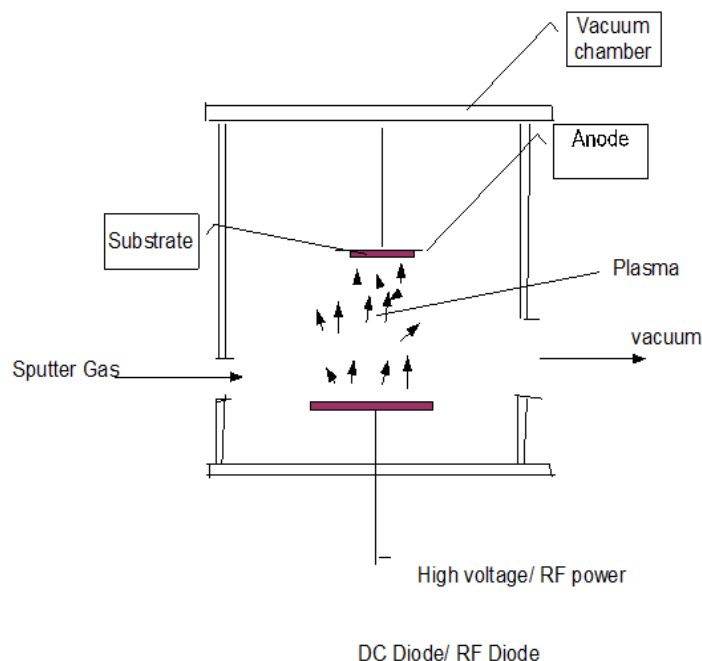 Vacuum
chamber
Anode
Substrate
Plasma
vacuum
Sputter Gas
High voltage/ RF power
DC Diode/ RF Diode